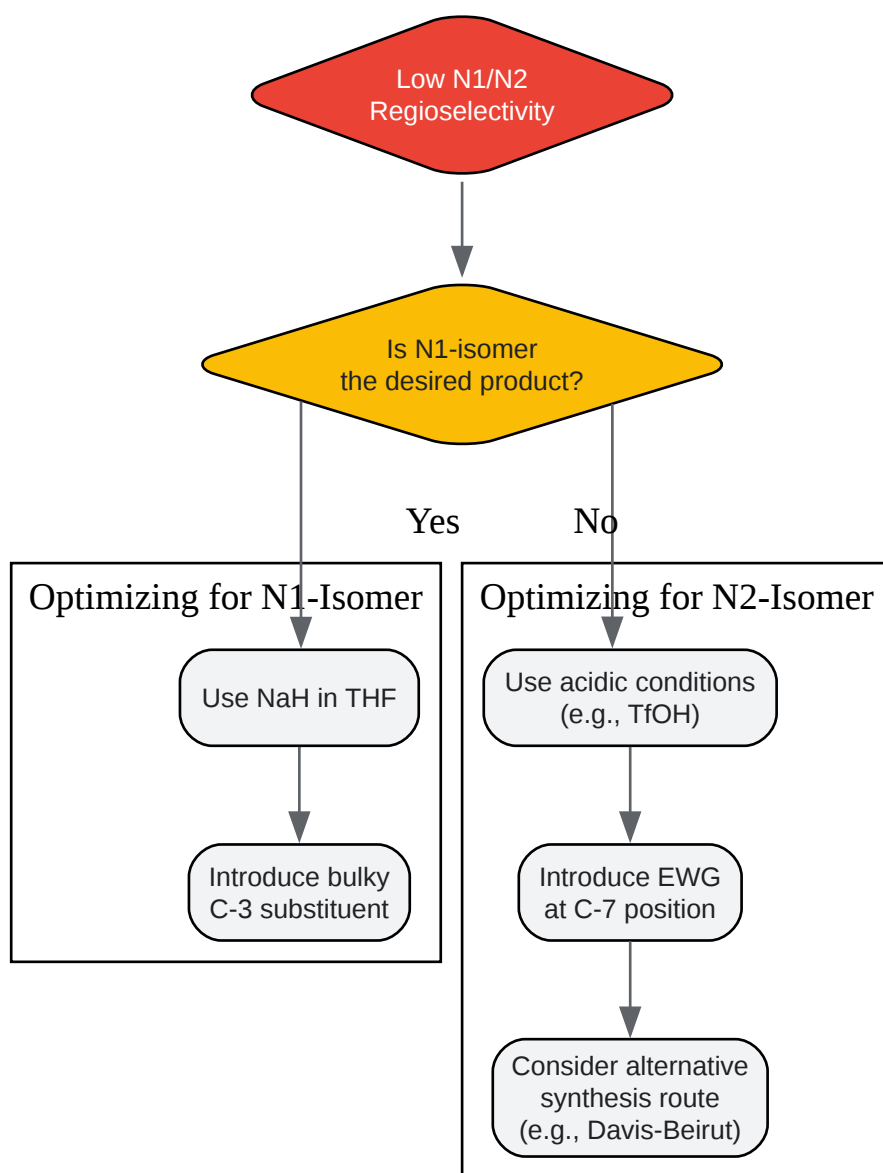 Low N1/N2
Regioselectivity
Is N1-isomer
the desired product?
Yes
No
Optimizing for N1-Isomer
Use NaH in THF
Introduce bulky
C-3 substituent
Optimizing for N2-Isomer
Use acidic conditions
(e.g., TfOH)
Introduce EWG
at C-7 position
Consider alternative
synthesis route
(e.g., Davis-Beirut)